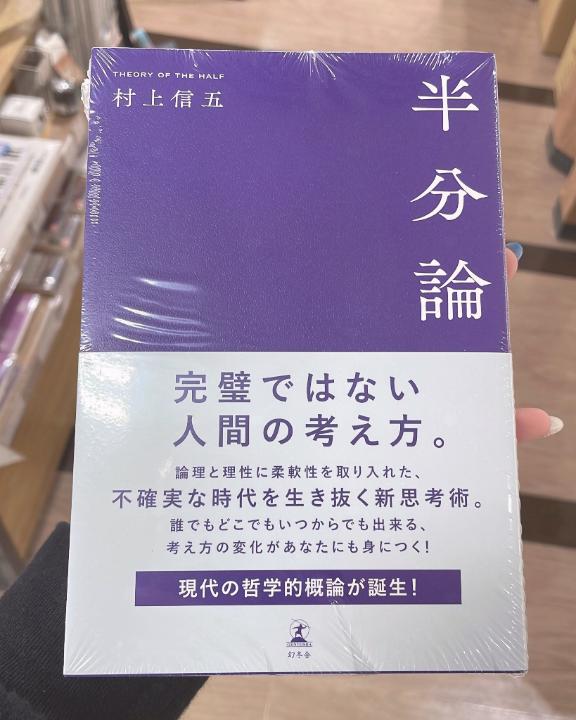 THEORY OF THE HALF
村上信五
半分論
完璧ではない
人間の考え方。
論理と理性に柔軟性を取り入れた、
不確実な時代を生き抜く新思考術。
誰でもどこでもいつからでも出来る、
考え方の変化があなたにも身につく!
現代の哲学的概論が誕生!
GENTOSHA
幻冬舎